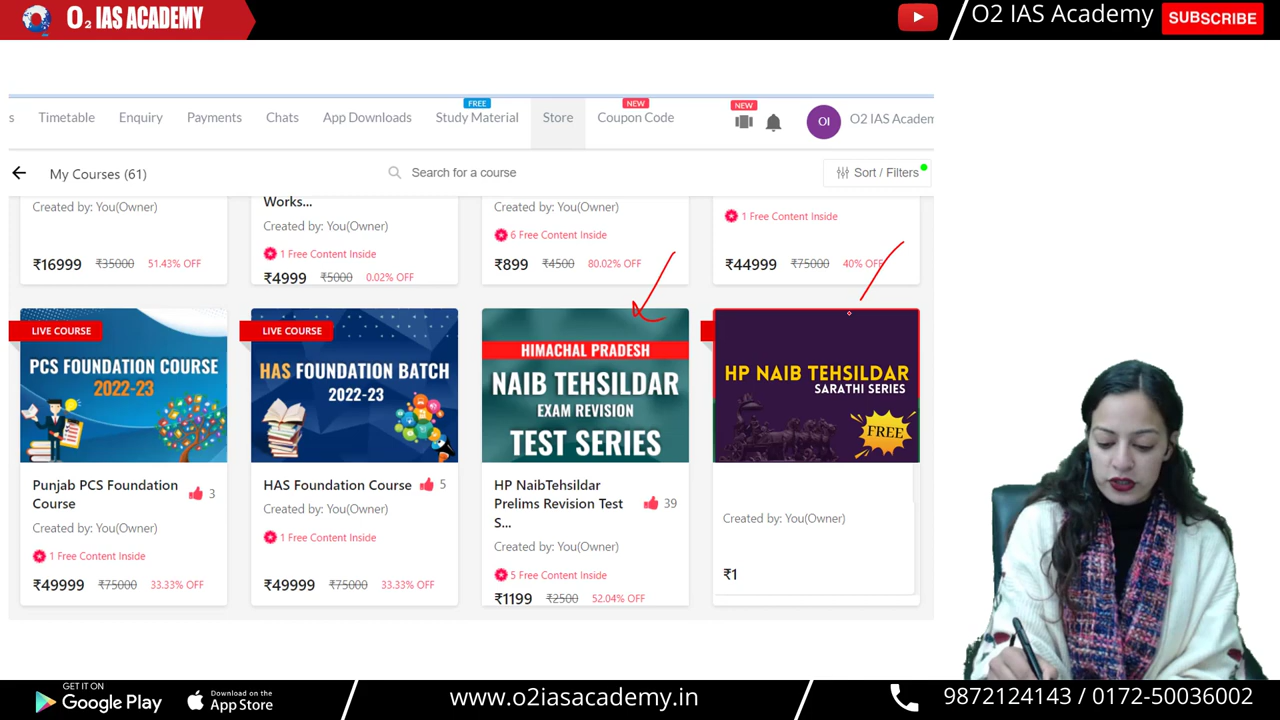 O2 IAS ACADEMY
O2 IAS Academy
SUBSCRIBE
s
Timetable
Enquiry
Payments
Chats
App Downloads
FREE
Study Material
Store
NEW
Coupon Code
NEW
OI
O2 IAS Academ
My Courses (61)
Search for a course
Sort / Filters
Created by: You(Owner)
₹16999 ₹35000 51.43% OFF
Works...
Created by: You(Owner)
1 Free Content Inside
₹4999 ₹5000 0.02% OFF
Created by: You(Owner)
6 Free Content Inside
₹899 ₹4500 80.02% OFF
1 Free Content Inside
₹44999 ₹75000 40% OFF
LIVE COURSE
PCS FOUNDATION COURSE
2022-23
Punjab PCS Foundation
Course
3
Created by: You(Owner)
1 Free Content Inside
₹49999 ₹75000 33.33% OFF
LIVE COURSE
HAS FOUNDATION BATCH
2022-23
HAS Foundation Course
5
Created by: You(Owner)
1 Free Content Inside
₹49999 ₹75000 33.33% OFF
HIMACHAL PRADESH
NAIB TEHSILDAR
EXAM REVISION
TEST SERIES
HP NaibTehsildar
Prelims Revision Test
S...
39
Created by: You(Owner)
5 Free Content Inside
₹1199 ₹2500 52.04% OFF
HP NAIB TEHSILDAR
SARATHI SERIES
FREE
Created by: You(Owner)
₹1
GET IT ON
Google Play
Download on the
App Store
www.o2iasacademy.in
9872124143 / 0172-50036002